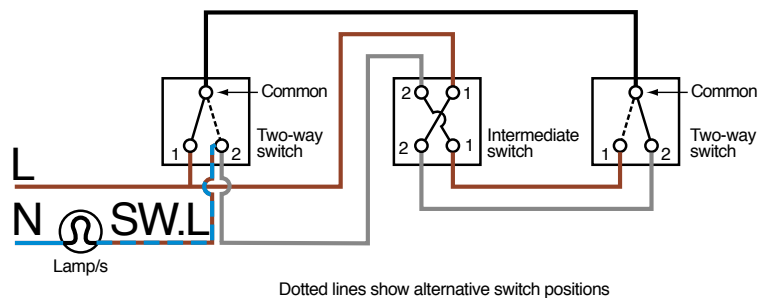 Common
2 1
Common
1 2
Two-way
switch
2 1
Intermediate
switch
1 2
Two-way
switch
L
N SW.L
Lamp/s
Dotted lines show alternative switch positions